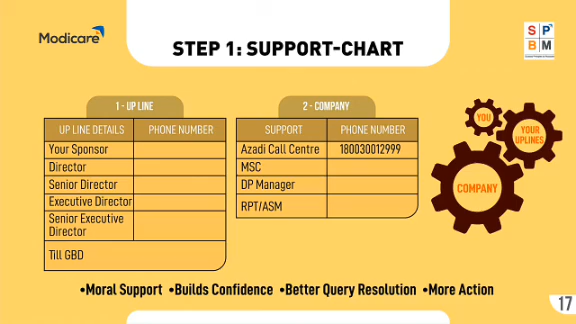 Modicare
STEP 1: SUPPORT-CHART
S P
B M
1 - UP LINE
UP LINE DETAILS PHONE NUMBER
Your Sponsor
Director
Senior Director
Executive Director
Senior Executive
Director
Till GBD
2 - COMPANY
SUPPORT PHONE NUMBER
Azadi Call Centre 180030012999
MSC
DP Manager
RPT/ASM
YOU
YOUR
UPLINES
COMPANY
•Moral Support •Builds Confidence •Better Query Resolution •More Action
17